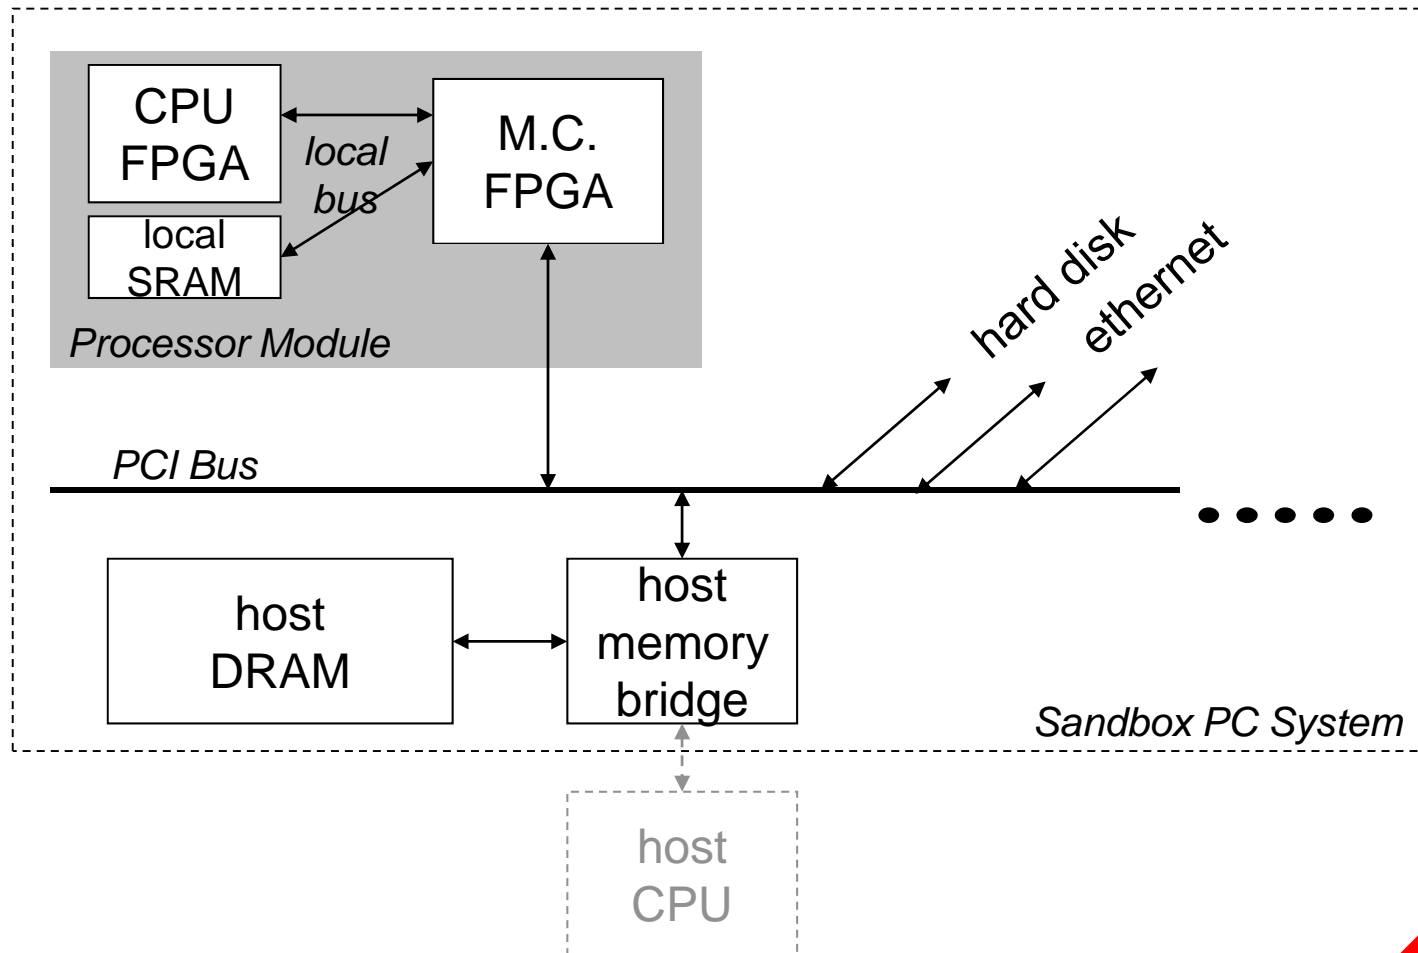 CPU
FPGA
local
bus
M.C.
FPGA
local
SRAM
Processor Module
hard disk
ethernet
PCI Bus
host
DRAM
host
memory
bridge
Sandbox PC System
host
CPU